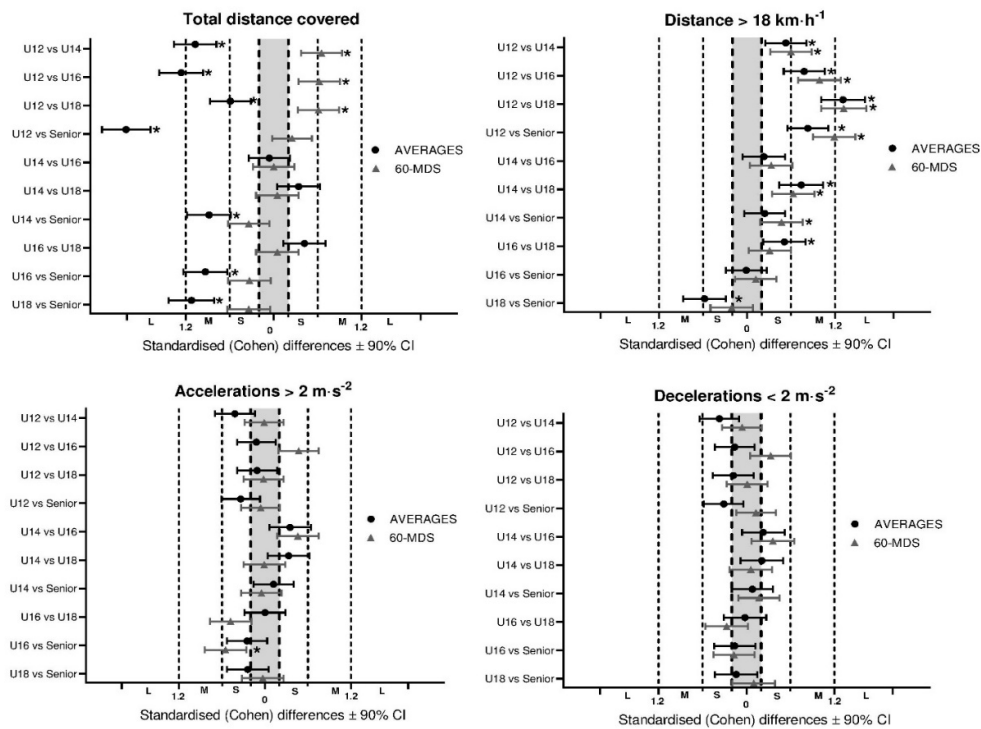 Total distance covered
U12 vs U14
*
*
U12 vs U16
*
*
U12 vs U18
*
*
U12 vs Senior
*
U14 vs U16
U14 vs U18
U14 vs Senior
*
U16 vs U18
U16 vs Senior
*
U18 vs Senior
*
AVERAGES
60-MDS
L 1.2 M S 0 S M 1.2 L
Standardised (Cohen) differences ± 90% CI
Distance > 18 km·h⁻¹
U12 vs U14
*
*
U12 vs U16
*
*
U12 vs U18
*
*
U12 vs Senior
*
*
U14 vs U16
U14 vs U18
*
*
U14 vs Senior
*
U16 vs U18
*
U16 vs Senior
U18 vs Senior
*
AVERAGES
60-MDS
L 1.2 M S 0 S M 1.2 L
Standardised (Cohen) differences ± 90% CI
Accelerations > 2 m·s⁻²
U12 vs U14
U12 vs U16
U12 vs U18
U12 vs Senior
U14 vs U16
U14 vs U18
U14 vs Senior
U16 vs U18
U16 vs Senior
*
U18 vs Senior
AVERAGES
60-MDS
L 1.2 M S 0 S M 1.2 L
Standardised (Cohen) differences ± 90% CI
Decelerations < 2 m·s⁻²
U12 vs U14
U12 vs U16
U12 vs U18
U12 vs Senior
U14 vs U16
U14 vs U18
U14 vs Senior
U16 vs U18
U16 vs Senior
U18 vs Senior
AVERAGES
60-MDS
L 1.2 M S 0 S M 1.2 L
Standardised (Cohen) differences ± 90% CI